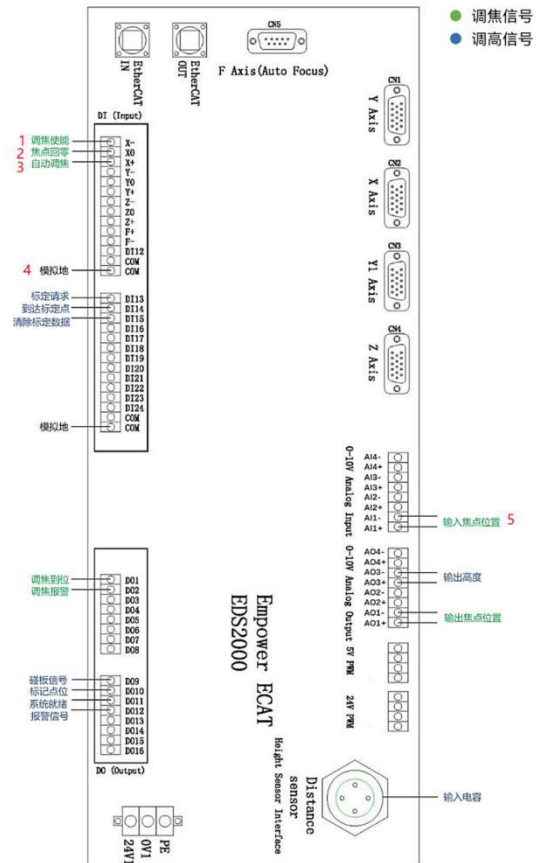 调焦信号
调高信号
CN5
EtherCAT
IN
EtherCAT
OUT
F Axis(Auto Focus)
DI (Input)
1 调焦使能 X-
2 焦点回零 X0
3 自动调焦 X+
Y-
Y0
Y+
Z-
Z0
Z+
F+
F-
DI12
COM
4 模拟地 COM
标定请求 DI13
到达标定点 DI14
清除标定数据 DI15
DI16
DI17
DI18
DI19
DI20
DI21
DI22
DI23
DI24
COM
模拟地 COM
CN1
Y Axis
CN2
X Axis
CN3
Y1 Axis
CN4
Z Axis
0-10V Analog Input
AI4-
AI4+
AI3-
AI3+
AI2-
AI2+
AI1-
AI1+
输入焦点位置 5
0-10V Analog Output
AO4-
AO4+
AO3-
AO3+
输出高度
AO2-
AO2+
AO1-
AO1+
输出焦点位置
5V PWM
24V PWM
调焦到位 DO1
调焦报警 DO2
DO3
DO4
DO5
DO6
DO7
DO8
碰板信号 DO9
标记点位 DO10
系统就绪 DO11
报警信号 DO12
DO13
DO14
DO15
DO16
DO (Output)
Empower ECAT
EDS2000
Distance
sensor
Height Sensor Interface
输入电容
PE
0V1
24V1